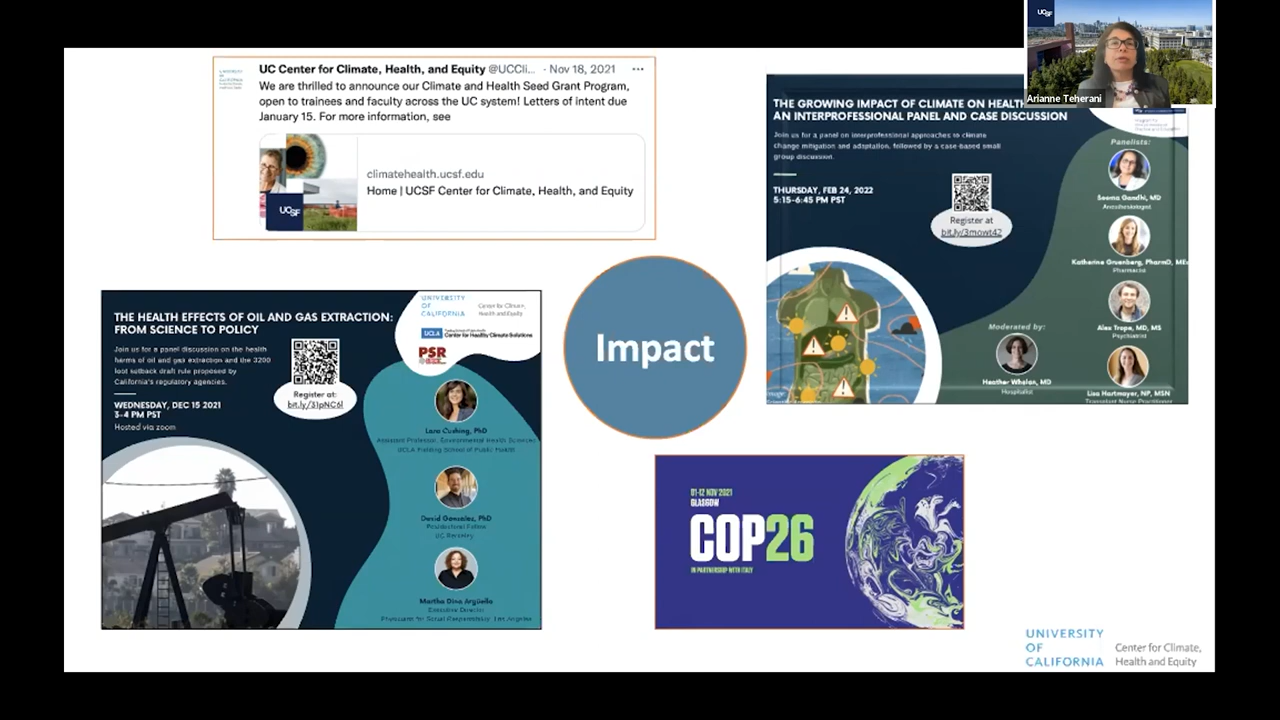 UC Center for Climate, Health, and Equity @UCCli... · Nov 18, 2021 ...
We are thrilled to announce our Climate and Health Seed Grant Program,
open to trainees and faculty across the UC system! Letters of intent due
January 15. For more information, see
climatehealth.ucsf.edu
Home | UCSF Center for Climate, Health, and Equity
UCSF
UCSF
Arianne Teherani
THE GROWING IMPACT OF CLIMATE ON HEALTH
AN INTERPROFESSIONAL PANEL AND CASE DISCUSSION
Join us for a panel on interprofessional approaches to climate
change mitigation and adaptation, followed by a case-based small
group discussion.
THURSDAY, FEB 24, 2022
5:15-6:45 PM PST
Register at
bit.ly/3mowt42
Panelists:
Seema Gandhi, MD
Anesthesiologist
Katherine Gruenberg, PharmD, MEd
Pharmacist
Alex Trope, MD, MS
Psychiatrist
Lisa Hartmayer, NP, MSN
Transplant Nurse Practitioner
Moderated by:
Heather Whelan, MD
Hospitalist
THE HEALTH EFFECTS OF OIL AND GAS EXTRACTION:
FROM SCIENCE TO POLICY
Join us for a panel discussion on the health
harms of oil and gas extraction and the 3200
foot setback draft rule proposed by
California's regulatory agencies.
WEDNESDAY, DEC 15 2021
3-4 PM PST
Hosted via zoom
Register at:
bit.ly/31pNC6l
UNIVERSITY
OF
CALIFORNIA
Center for Climate,
Health and Equity
UCLA
Center for Healthy Climate Solutions
PSR
Lara Cushing, PhD
Assistant Professor, Environmental Health Sciences
UCLA Fielding School of Public Health
David González, PhD
Postdoctoral Fellow
UC Berkeley
Martha Dina Argüello
Executive Director
Physicians for Social Responsibility, Los Angeles
Impact
01-12 NOV 2021
GLASGOW
COP26
IN PARTNERSHIP WITH ITALY
UNIVERSITY
OF
CALIFORNIA
Center for Climate,
Health and Equity